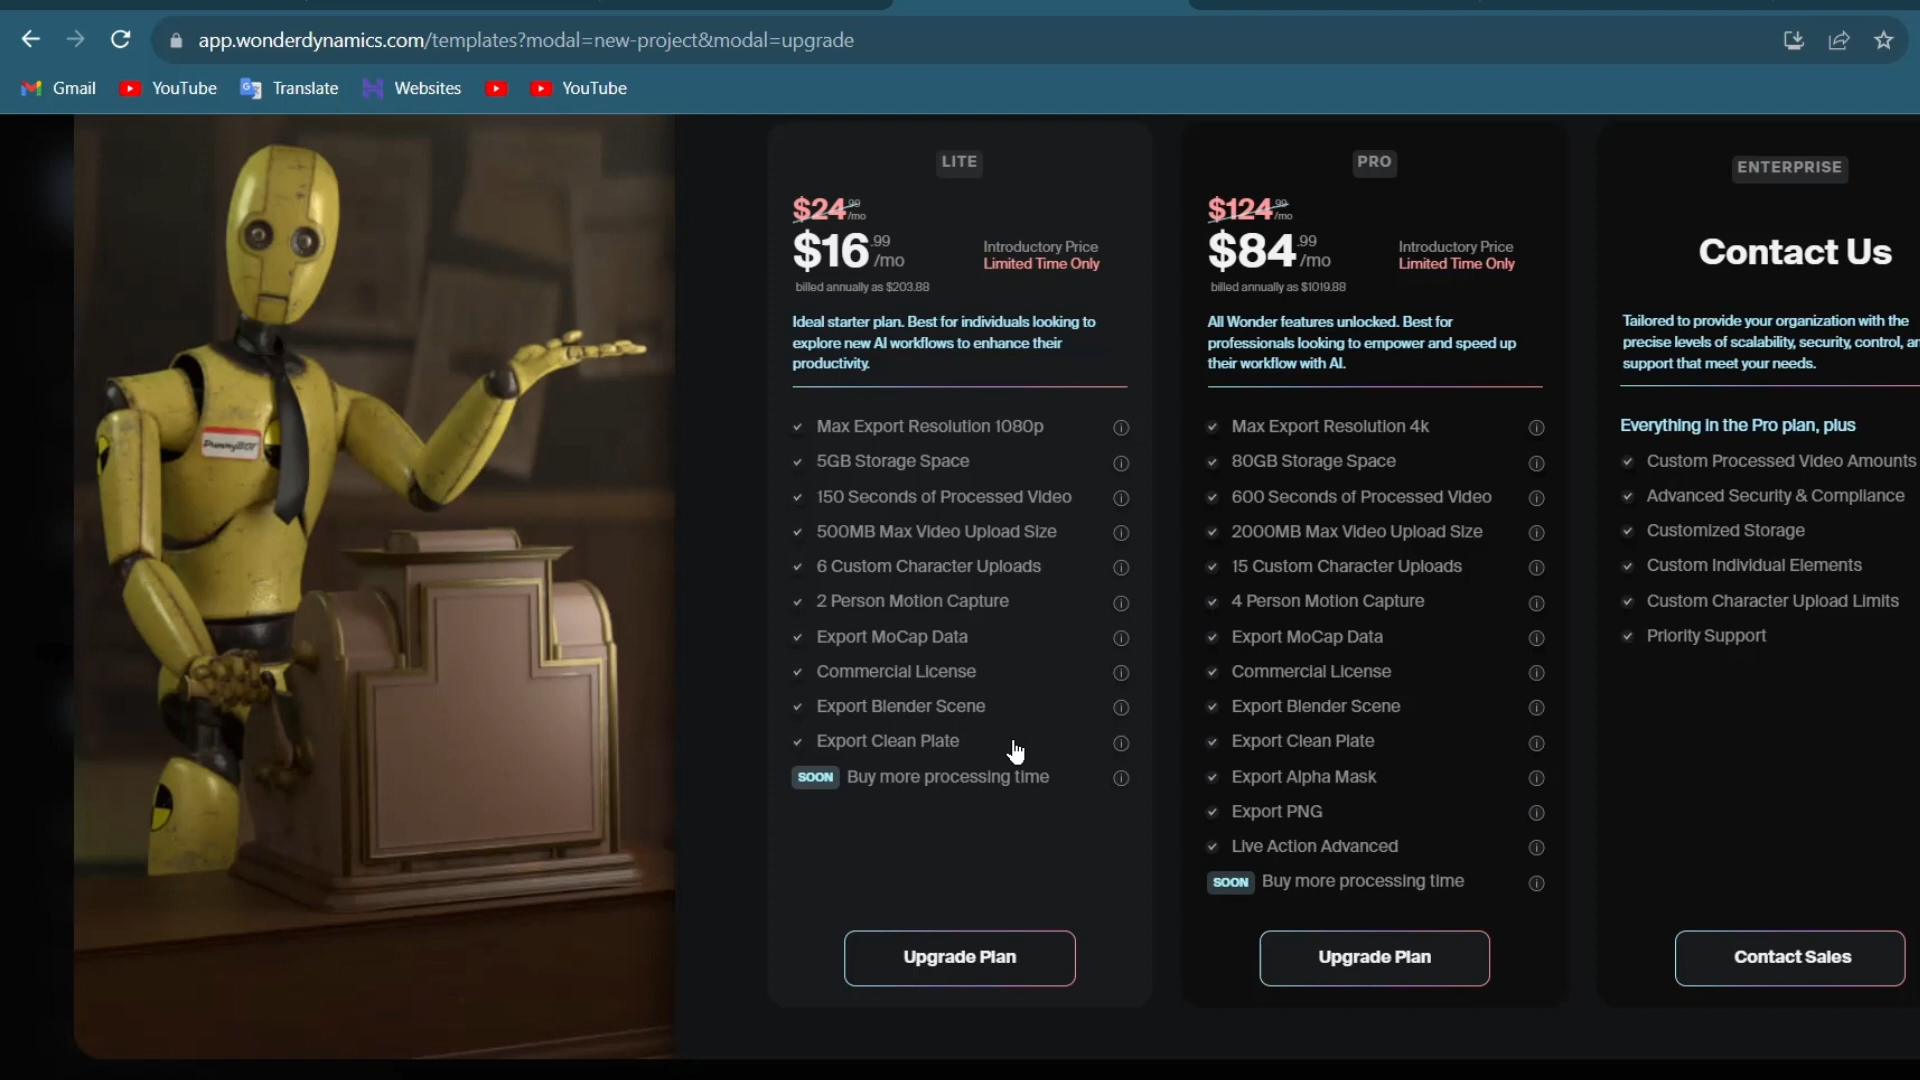 app.wonderdynamics.com/templates?modal=new-project&modal=upgrade
Gmail YouTube Translate Websites YouTube
LITE
$24.99/mo
$16.99/mo
Introductory Price
Limited Time Only
billed annually as $203.88
Ideal starter plan. Best for individuals looking to
explore new AI workflows to enhance their
productivity.
Max Export Resolution 1080p
5GB Storage Space
150 Seconds of Processed Video
500MB Max Video Upload Size
6 Custom Character Uploads
2 Person Motion Capture
Export MoCap Data
Commercial License
Export Blender Scene
Export Clean Plate
SOON Buy more processing time
Upgrade Plan
PRO
$124.99/mo
$84.99/mo
Introductory Price
Limited Time Only
billed annually as $1019.88
All Wonder features unlocked. Best for
professionals looking to empower and speed up
their workflow with AI.
Max Export Resolution 4k
80GB Storage Space
600 Seconds of Processed Video
2000MB Max Video Upload Size
15 Custom Character Uploads
4 Person Motion Capture
Export MoCap Data
Commercial License
Export Blender Scene
Export Clean Plate
Export Alpha Mask
Export PNG
Live Action Advanced
SOON Buy more processing time
Upgrade Plan
ENTERPRISE
Contact Us
Tailored to provide your organization with the
precise levels of scalability, security, control, an
support that meet your needs.
Everything in the Pro plan, plus
Custom Processed Video Amounts
Advanced Security & Compliance
Customized Storage
Custom Individual Elements
Custom Character Upload Limits
Priority Support
Contact Sales
DummyBOT